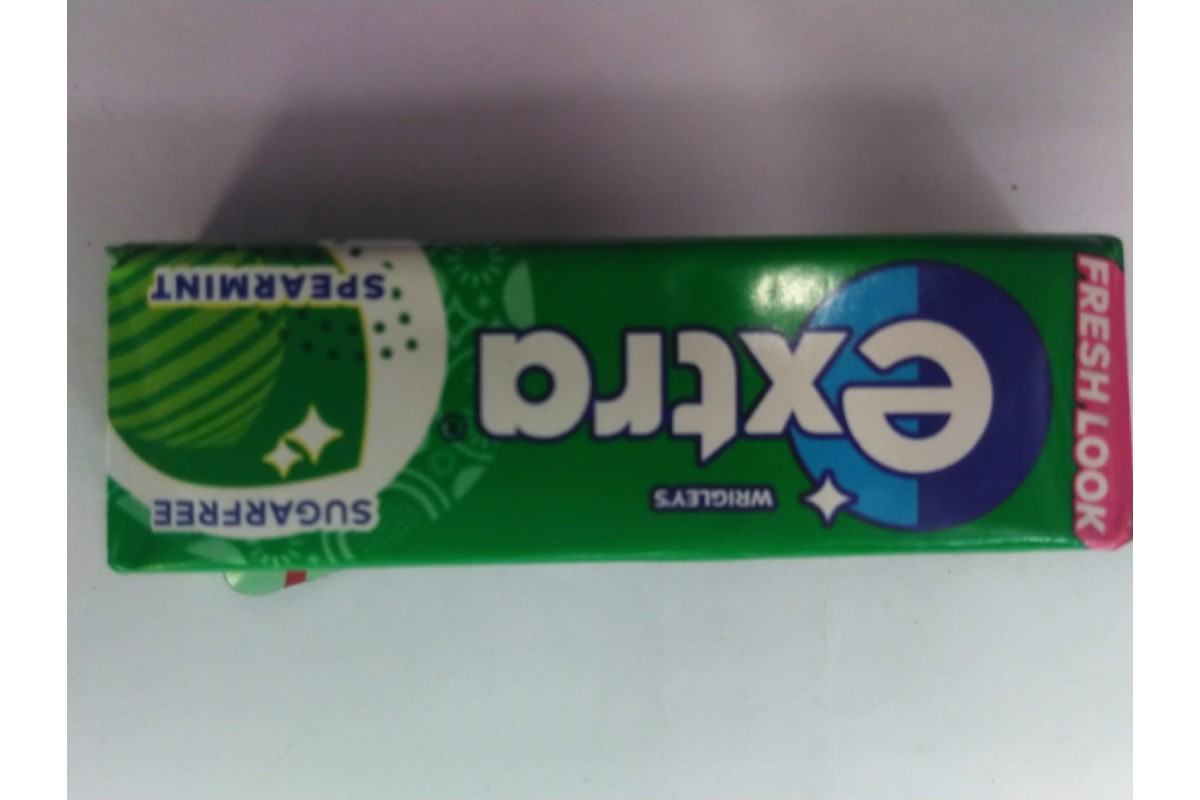 FRESH LOOK
WRIGLEY'S
extra®
SUGARFREE
SPEARMINT